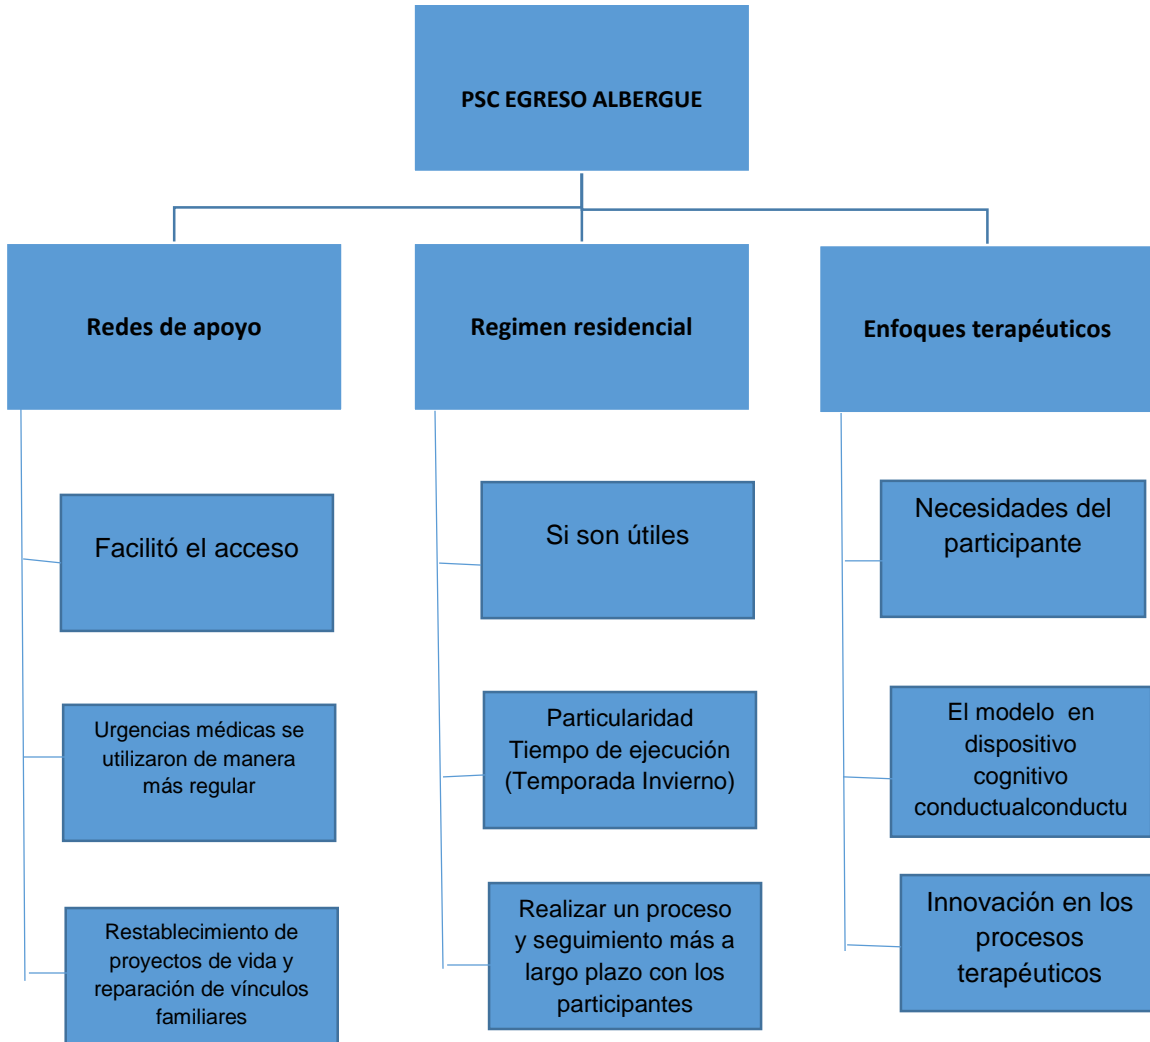 PSC EGRESO ALBERGUE
Redes de apoyo
Regimen residencial
Enfoques terapéuticos
Facilitó el acceso
Si son útiles
Necesidades del
participante
Urgencias médicas se
utilizaron de manera
más regular
Particularidad
Tiempo de ejecución
(Temporada Invierno)
El modelo en
dispositivo
cognitivo
conductualconductu
Restablecimiento de
proyectos de vida y
reparación de vínculos
familiares
Realizar un proceso
y seguimiento más a
largo plazo con los
participantes
Innovación en los
procesos
terapéuticos